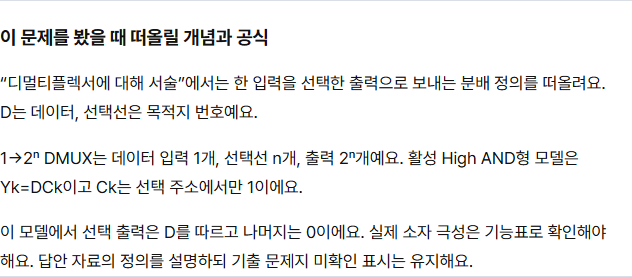 이 문제를 봤을 때 떠올릴 개념과 공식
“디멀티플렉서에 대해 서술”에서는 한 입력을 선택한 출력으로 보내는 분배 정의를 떠올려요.
D는 데이터, 선택선은 목적지 번호예요.
1→2ⁿ DMUX는 데이터 입력 1개, 선택선 n개, 출력 2ⁿ개예요. 활성 High AND형 모델은
Yk=DCk이고 Ck는 선택 주소에서만 1이에요.
이 모델에서 선택 출력은 D를 따르고 나머지는 0이에요. 실제 소자 극성은 기능표로 확인해야
해요. 답안 자료의 정의를 설명하되 기출 문제지 미확인 표시는 유지해요.